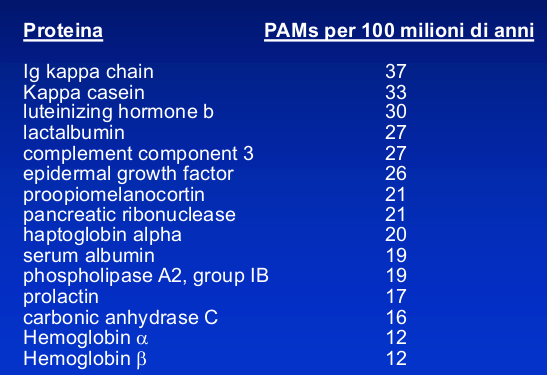 Proteina PAMs per 100 milioni di anni
Ig kappa chain 37
Kappa casein 33
luteinizing hormone b 30
lactalbumin 27
complement component 3 27
epidermal growth factor 26
proopiomelanocortin 21
pancreatic ribonuclease 21
haptoglobin alpha 20
serum albumin 19
phospholipase A2, group IB 19
prolactin 17
carbonic anhydrase C 16
Hemoglobin α 12
Hemoglobin β 12